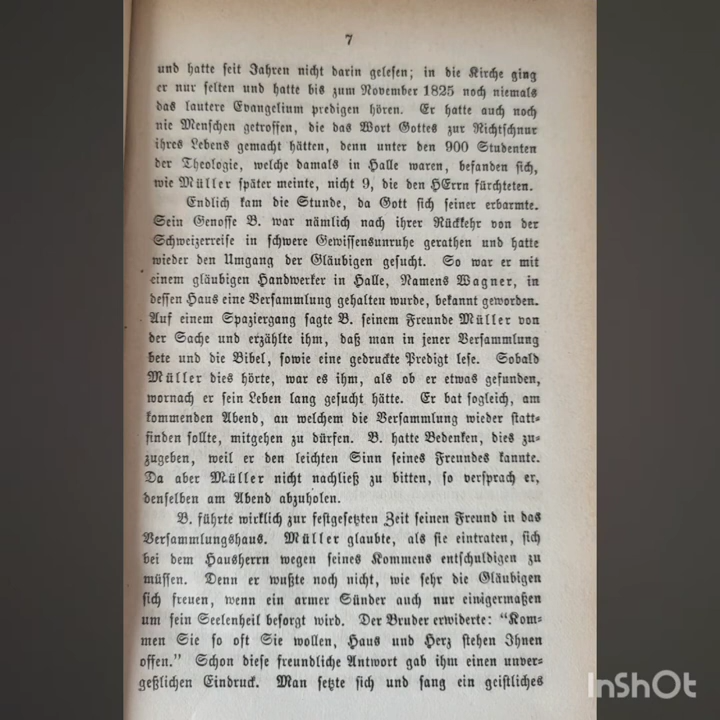 7
und hatte seit Jahren nicht darin gelesen; in die Kirche ging
er nur selten und hatte bis zum November 1825 noch niemals
das lautere Evangelium predigen hören. Er hatte auch noch
nie Menschen getroffen, die das Wort Gottes zur Richtschnur
ihres Lebens gemacht hätten, denn unter den 900 Studenten
der Theologie, welche damals in Halle waren, befanden sich,
wie Müller später meinte, nicht 9, die den HErrn fürchteten.
Endlich kam die Stunde, da Gott sich seiner erbarmte.
Sein Genosse B. war nämlich nach ihrer Rückkehr von der
Schweizerreise in schwere Gewissensunruhe gerathen und hatte
wieder den Umgang der Gläubigen gesucht. So war er mit
einem gläubigen Handwerker in Halle, Namens Wagner, in
dessen Haus eine Versammlung gehalten wurde, bekannt geworden.
Auf einem Spaziergang sagte B. seinem Freunde Müller von
der Sache und erzählte ihm, daß man in jener Versammlung
bete und die Bibel, sowie eine gedruckte Predigt lese. Sobald
Müller dies hörte, war es ihm, als ob er etwas gefunden,
wornach er sein Leben lang gesucht hätte. Er bat sogleich, am
kommenden Abend, an welchem die Versammlung wieder statt-
finden sollte, mitgehen zu dürfen. B. hatte Bedenken, dies zu-
zugeben, weil er den leichten Sinn seines Freundes kannte.
Da aber Müller nicht nachließ zu bitten, so versprach er,
denselben am Abend abzuholen.
B. führte wirklich zur festgesetzten Zeit seinen Freund in das
Versammlungshaus. Müller glaubte, als sie eintraten, sich
bei dem Hausherrn wegen seines Kommens entschuldigen zu
müssen. Denn er wußte noch nicht, wie sehr die Gläubigen
sich freuen, wenn ein armer Sünder auch nur einigermaßen
um sein Seelenheil besorgt wird. Der Bruder erwiderte: "Kom-
men Sie so oft Sie wollen, Haus und Herz stehen Ihnen
offen." Schon diese freundliche Antwort gab ihm einen unver-
geßlichen Eindruck. Man setzte sich und sang ein geistliches
InShOt